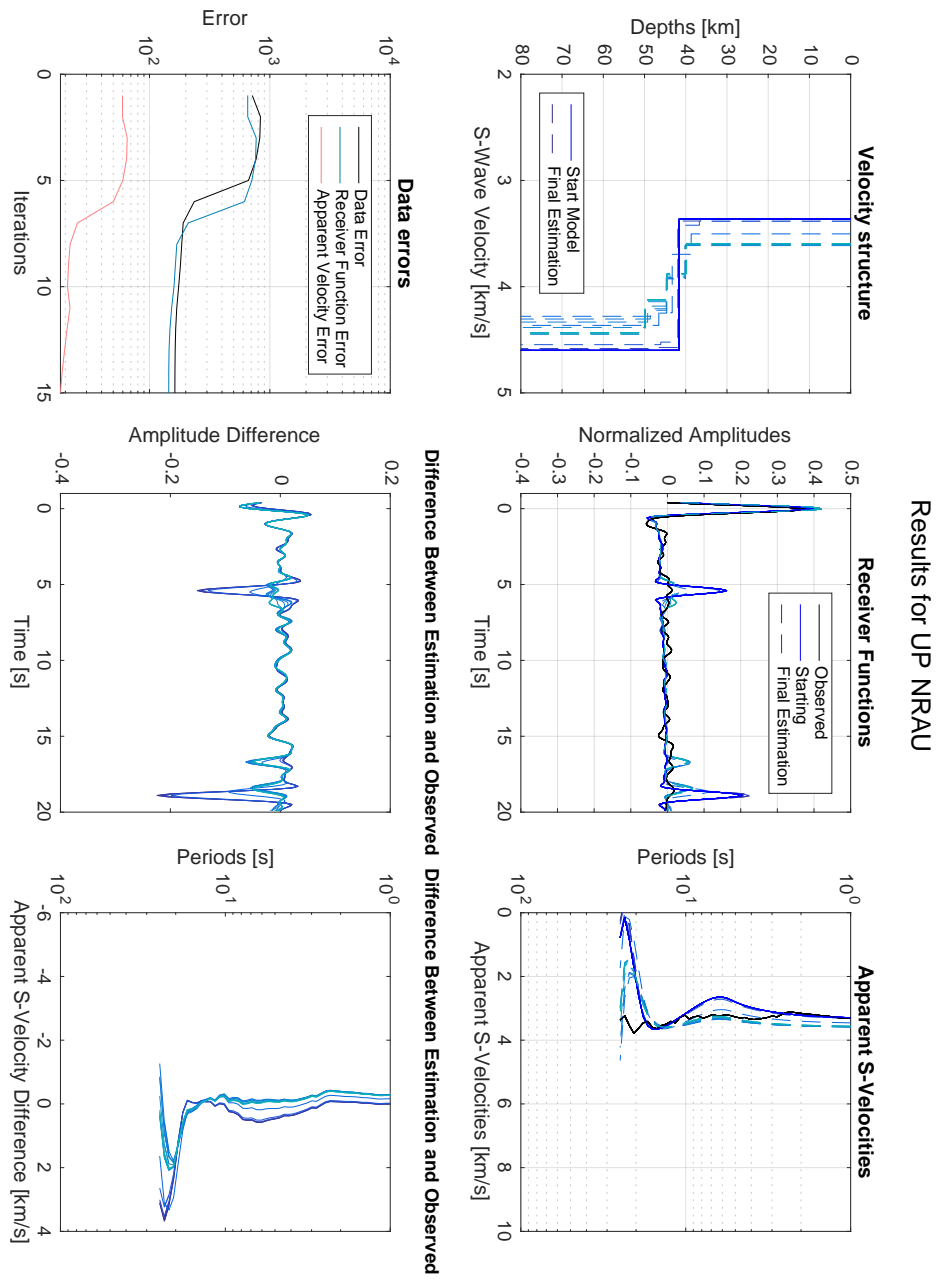 Results for UP NRAU
Velocity structure
Depths [km]
0
10
20
30
40
50
60
70
80
2
3
4
5
S-Wave Velocity [km/s]
Start Model
Final Estimation
Receiver Functions
Normalized Amplitudes
0.5
0.4
0.3
0.2
0.1
0
-0.1
-0.2
-0.3
0
5
10
15
20
Time [s]
Observed
Starting
Final Estimation
Apparent S-Velocities
Periods [s]
10^0
10^1
10^2
0
2
4
6
8
10
Apparent S-Velocities [km/s]
Data errors
Error
10^4
10^3
10^2
0
5
10
15
Iterations
Data Error
Receiver Function Error
Apparent Velocity Error
Difference Between Estimation and Observed
Amplitude Difference
0.2
0
-0.2
-0.4
0
5
10
15
20
Time [s]
Difference Between Estimation and Observed
Periods [s]
10^0
10^1
10^2
-6
-4
-2
0
2
4
Apparent S-Velocity Difference [km/s]